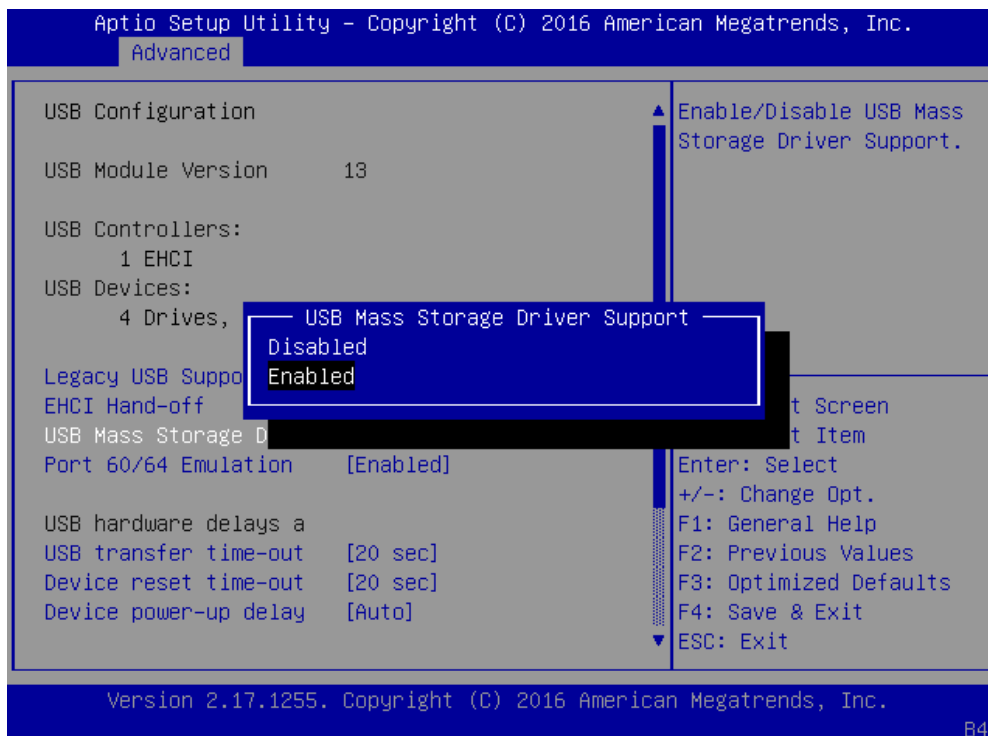 Aptio Setup Utility – Copyright (C) 2016 American Megatrends, Inc.
Advanced
USB Configuration
USB Module Version 13
USB Controllers:
1 EHCI
USB Devices:
4 Drives,
Legacy USB Suppo
EHCI Hand-off
USB Mass Storage D
Port 60/64 Emulation [Enabled]
USB hardware delays a
USB transfer time-out [20 sec]
Device reset time-out [20 sec]
Device power-up delay [Auto]
USB Mass Storage Driver Support
Disabled
Enabled
Enable/Disable USB Mass
Storage Driver Support.
t Screen
t Item
Enter: Select
+/-: Change Opt.
F1: General Help
F2: Previous Values
F3: Optimized Defaults
F4: Save & Exit
ESC: Exit
Version 2.17.1255. Copyright (C) 2016 American Megatrends, Inc.
B4